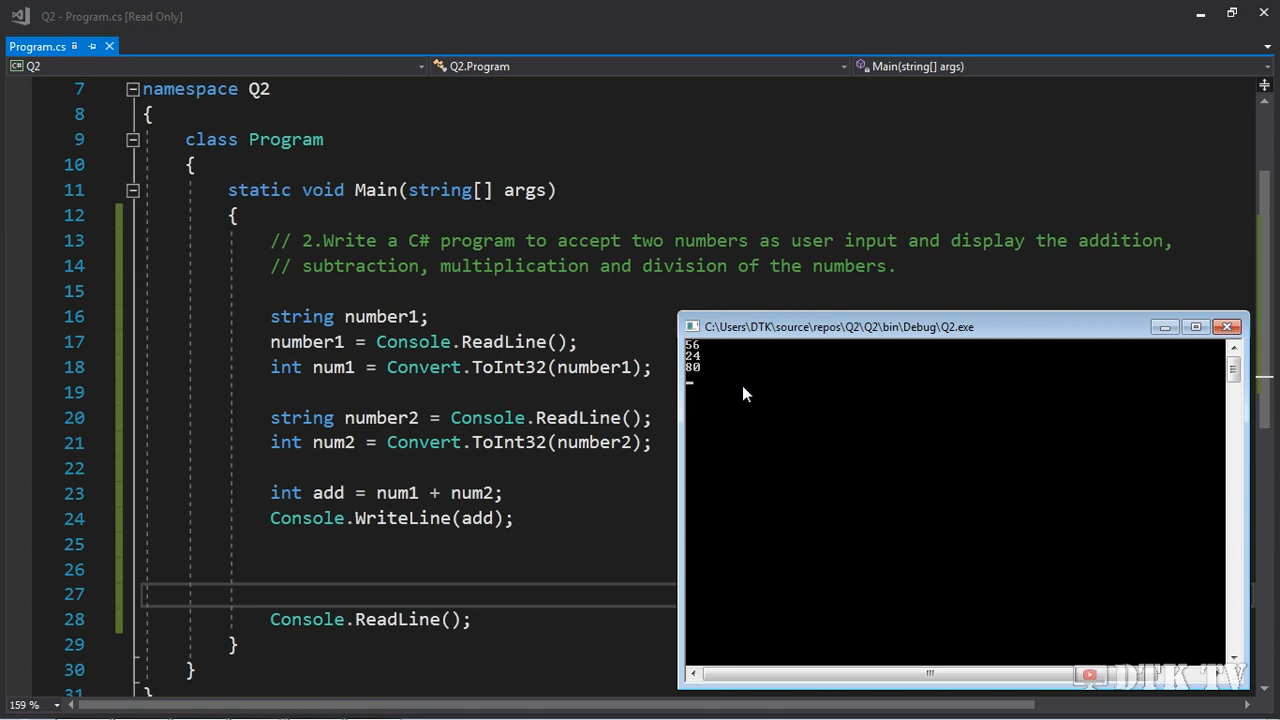 Q2 - Program.cs [Read Only]
Program.cs
C# Q2
Q2.Program
Main(string[] args)
7 namespace Q2
8 {
9 class Program
10 {
11 static void Main(string[] args)
12 {
13 // 2.Write a C# program to accept two numbers as user input and display the addition,
14 // subtraction, multiplication and division of the numbers.
15
16 string number1;
17 number1 = Console.ReadLine();
18 int num1 = Convert.ToInt32(number1);
19
20 string number2 = Console.ReadLine();
21 int num2 = Convert.ToInt32(number2);
22
23 int add = num1 + num2;
24 Console.WriteLine(add);
25
26
27
28 Console.ReadLine();
29 }
30 }
31 }
C:\Users\DTK\source\repos\Q2\Q2\bin\Debug\Q2.exe
56
24
80
DTK TV
159 %